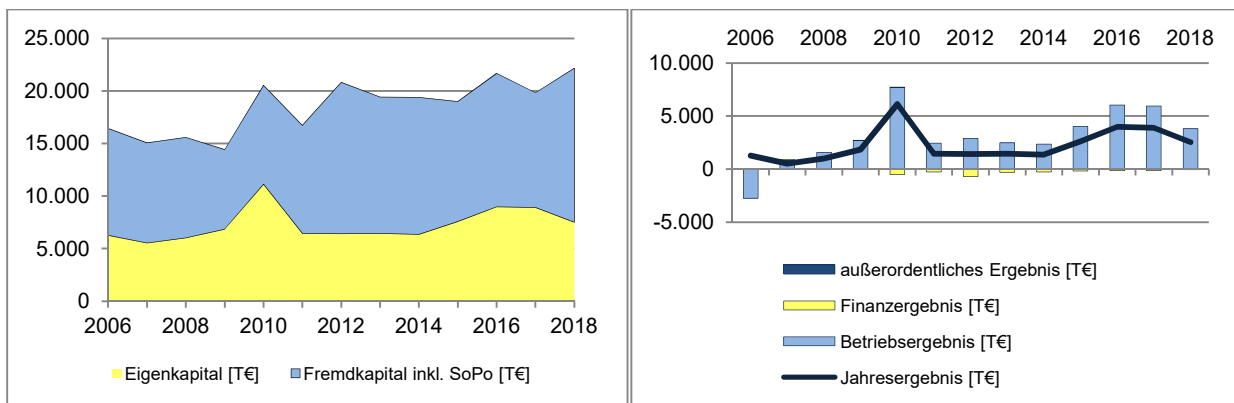 25.000
20.000
15.000
10.000
5.000
0
2006 2008 2010 2012 2014 2016 2018
Eigenkapital [T€] Fremdkapital inkl. SoPo [T€]
2006 2008 2010 2012 2014 2016 2018
10.000
5.000
0
-5.000
außerordentliches Ergebnis [T€]
Finanzergebnis [T€]
Betriebsergebnis [T€]
Jahresergebnis [T€]